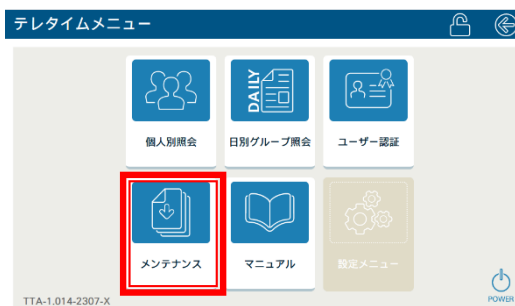 テレタイムメニュー
DAILY
個人別照会
日別グループ照会
ユーザー認証
メンテナンス
マニュアル
設定メニュー
TTA-1.014-2307-X
POWER